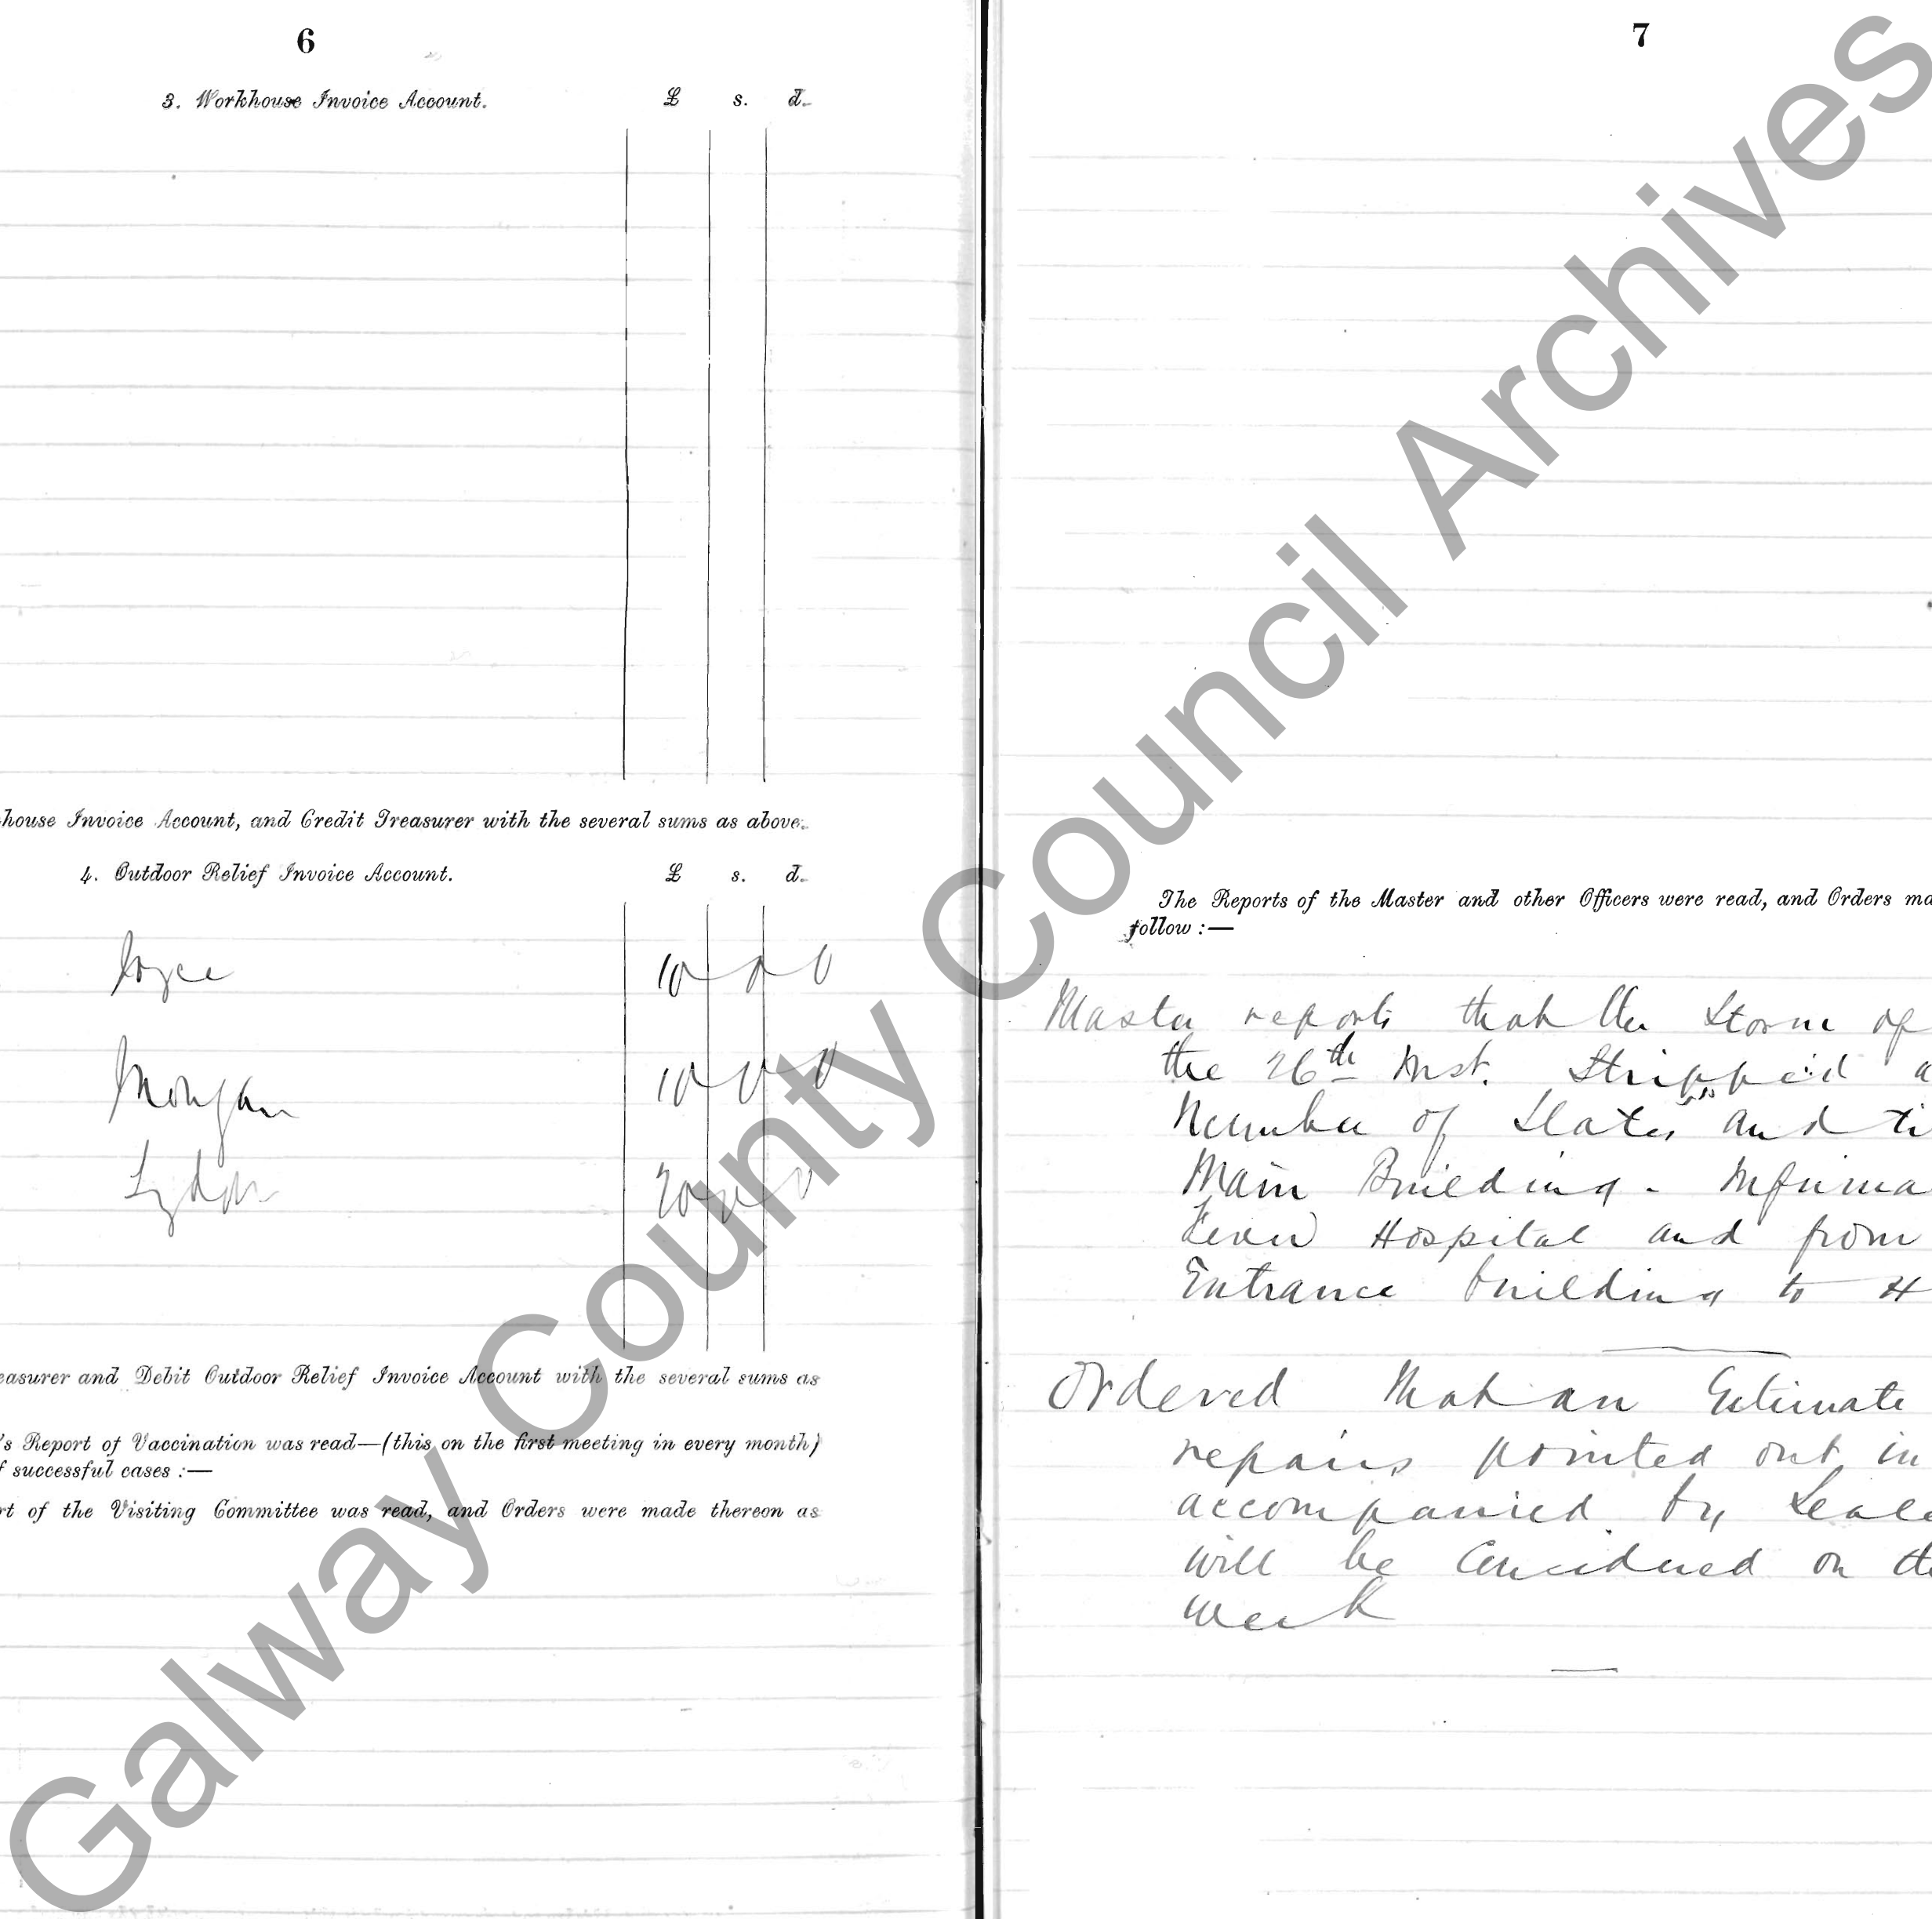 6
3. Workhouse Invoice Account. £ s. d.
house Invoice Account, and Credit Treasurer with the several sums as above.
4. Outdoor Relief Invoice Account. £ s. d.
Joyce 10 0 0
Morgan 10 0 0
Lydon 20 0 0
easurer and Debit Outdoor Relief Invoice Account with the several sums as
's Report of Vaccination was read—(this on the first meeting in every month)
f successful cases :—
rt of the Visiting Committee was read, and Orders were made thereon as
7
The Reports of the Master and other Officers were read, and Orders ma
follow :—
Master reports that the Storm of
the 26th Inst. Stripped a
Number of Slates and ti
Main Building - Infirma
Fever Hospital and from
Entrance building to H
Ordered that an Estimate
repairs pointed out in
accompanied by Seale
will be Considered on th
week
Galway County Council Archives